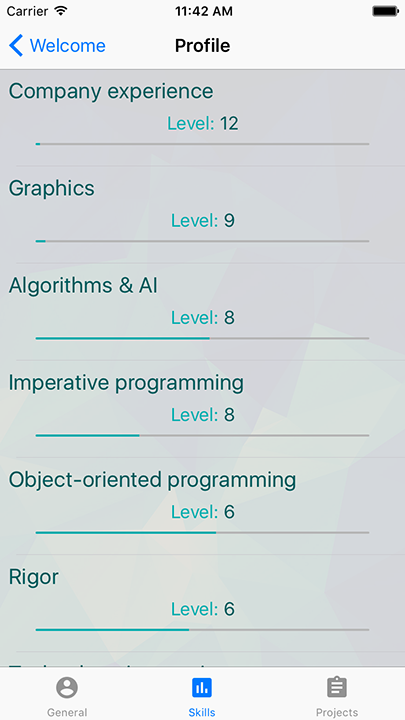 Carrier 11:42 AM
Welcome Profile
Company experience
Level: 12
Graphics
Level: 9
Algorithms & AI
Level: 8
Imperative programming
Level: 8
Object-oriented programming
Level: 6
Rigor
Level: 6
General Skills Projects